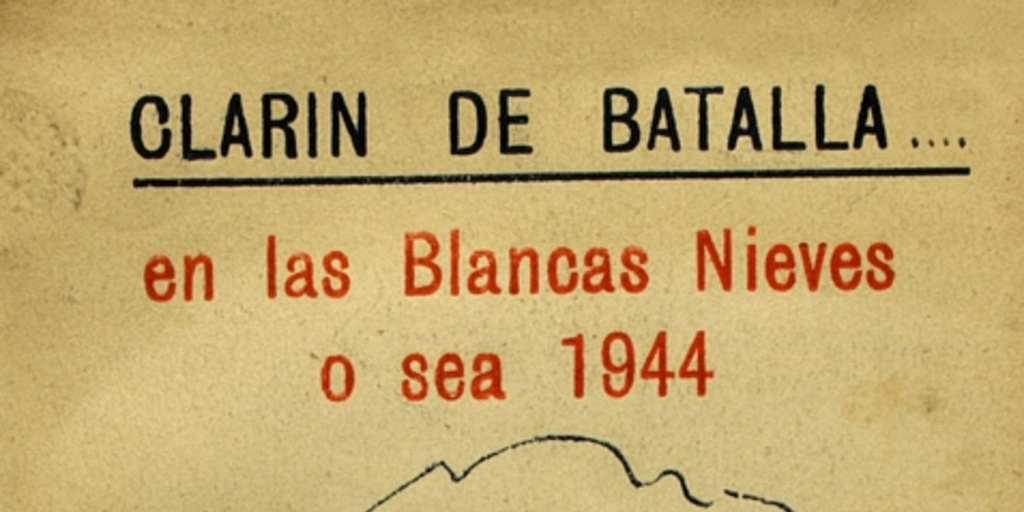 CLARIN DE BATALLA....
en las Blancas Nieves
o sea 1944